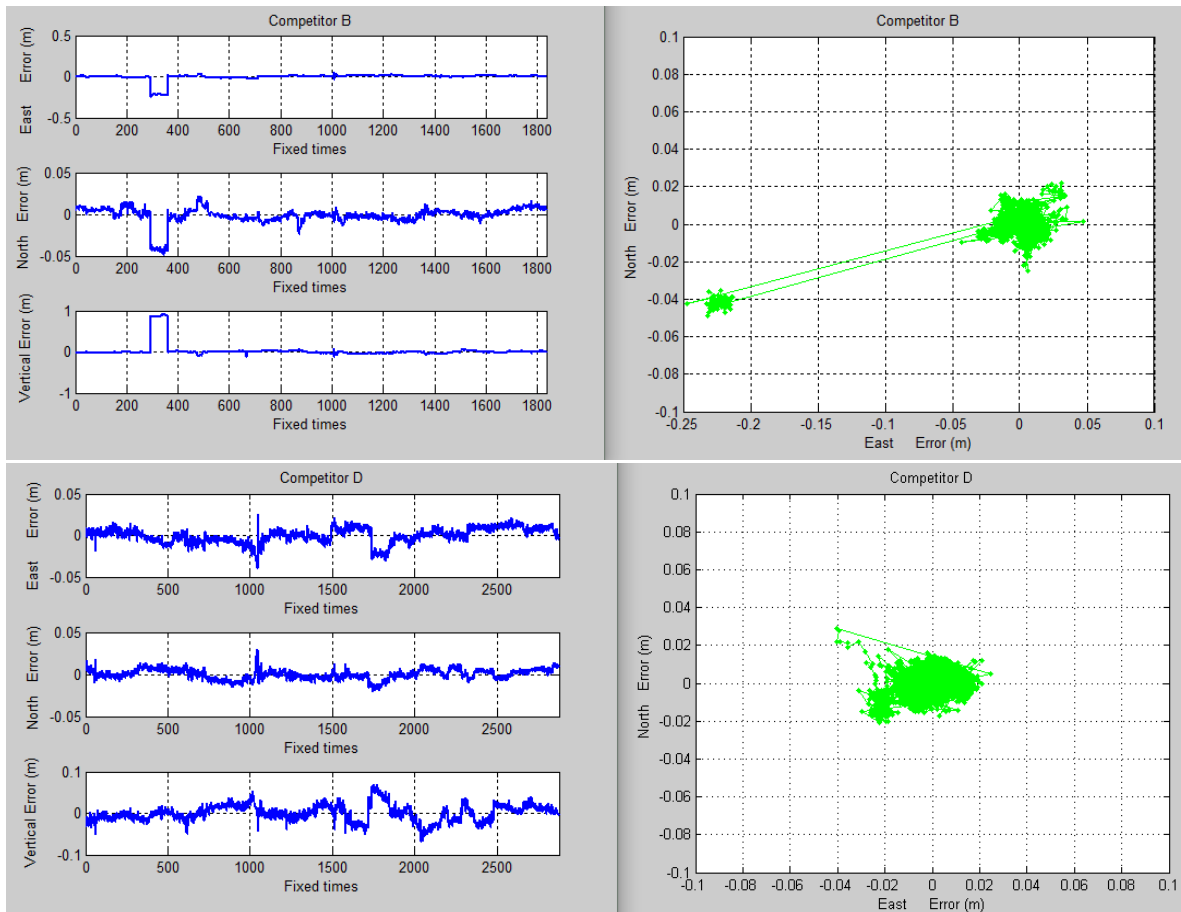 Competitor B
East Error (m)
0.5
0
-0.5
0 200 400 600 800 1000 1200 1400 1600 1800
Fixed times
North Error (m)
0.05
0
-0.05
0 200 400 600 800 1000 1200 1400 1600 1800
Fixed times
Vertical Error (m)
1
0
-1
0 200 400 600 800 1000 1200 1400 1600 1800
Fixed times
Competitor B
North Error (m)
0.1
0.08
0.06
0.04
0.02
0
-0.02
-0.04
-0.06
-0.08
-0.1
-0.25 -0.2 -0.15 -0.1 -0.05 0 0.05 0.1
East Error (m)
Competitor D
East Error (m)
0.05
0
-0.05
0 500 1000 1500 2000 2500
Fixed times
North Error (m)
0.05
0
-0.05
0 500 1000 1500 2000 2500
Fixed times
Vertical Error (m)
0.1
0
-0.1
0 500 1000 1500 2000 2500
Fixed times
Competitor D
North Error (m)
0.1
0.08
0.06
0.04
0.02
0
-0.02
-0.04
-0.06
-0.08
-0.1
-0.1 -0.08 -0.06 -0.04 -0.02 0 0.02 0.04 0.06 0.08 0.1
East Error (m)